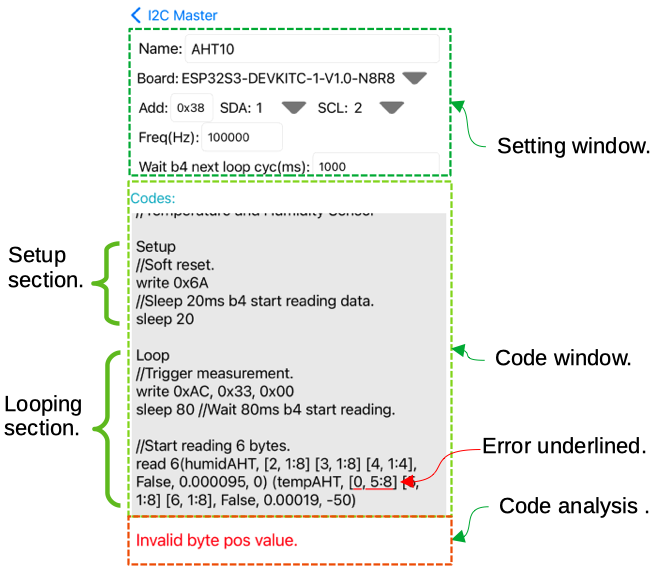 I2C Master
Name: AHT10
Board: ESP32S3-DEVKITC-1-V1.0-N8R8
Add: 0x38 SDA: 1 SCL: 2
Freq(Hz): 100000
Wait b4 next loop cyc(ms): 1000
Setting window.
Codes:
//Temperature and Humidity Sensor
Setup
//Soft reset.
write 0x6A
//Sleep 20ms b4 start reading data.
sleep 20
Setup
section.
Loop
//Trigger measurement.
write 0xAC, 0x33, 0x00
sleep 80 //Wait 80ms b4 start reading.
Code window.
Looping
section.
//Start reading 6 bytes.
read 6(humidAHT, [2, 1:8] [3, 1:8] [4, 1:4],
False, 0.000095, 0) (tempAHT, [0, 5:8] [5,
1:8] [6, 1:8], False, 0.00019, -50)
Error underlined.
Code analysis .
Invalid byte pos value.